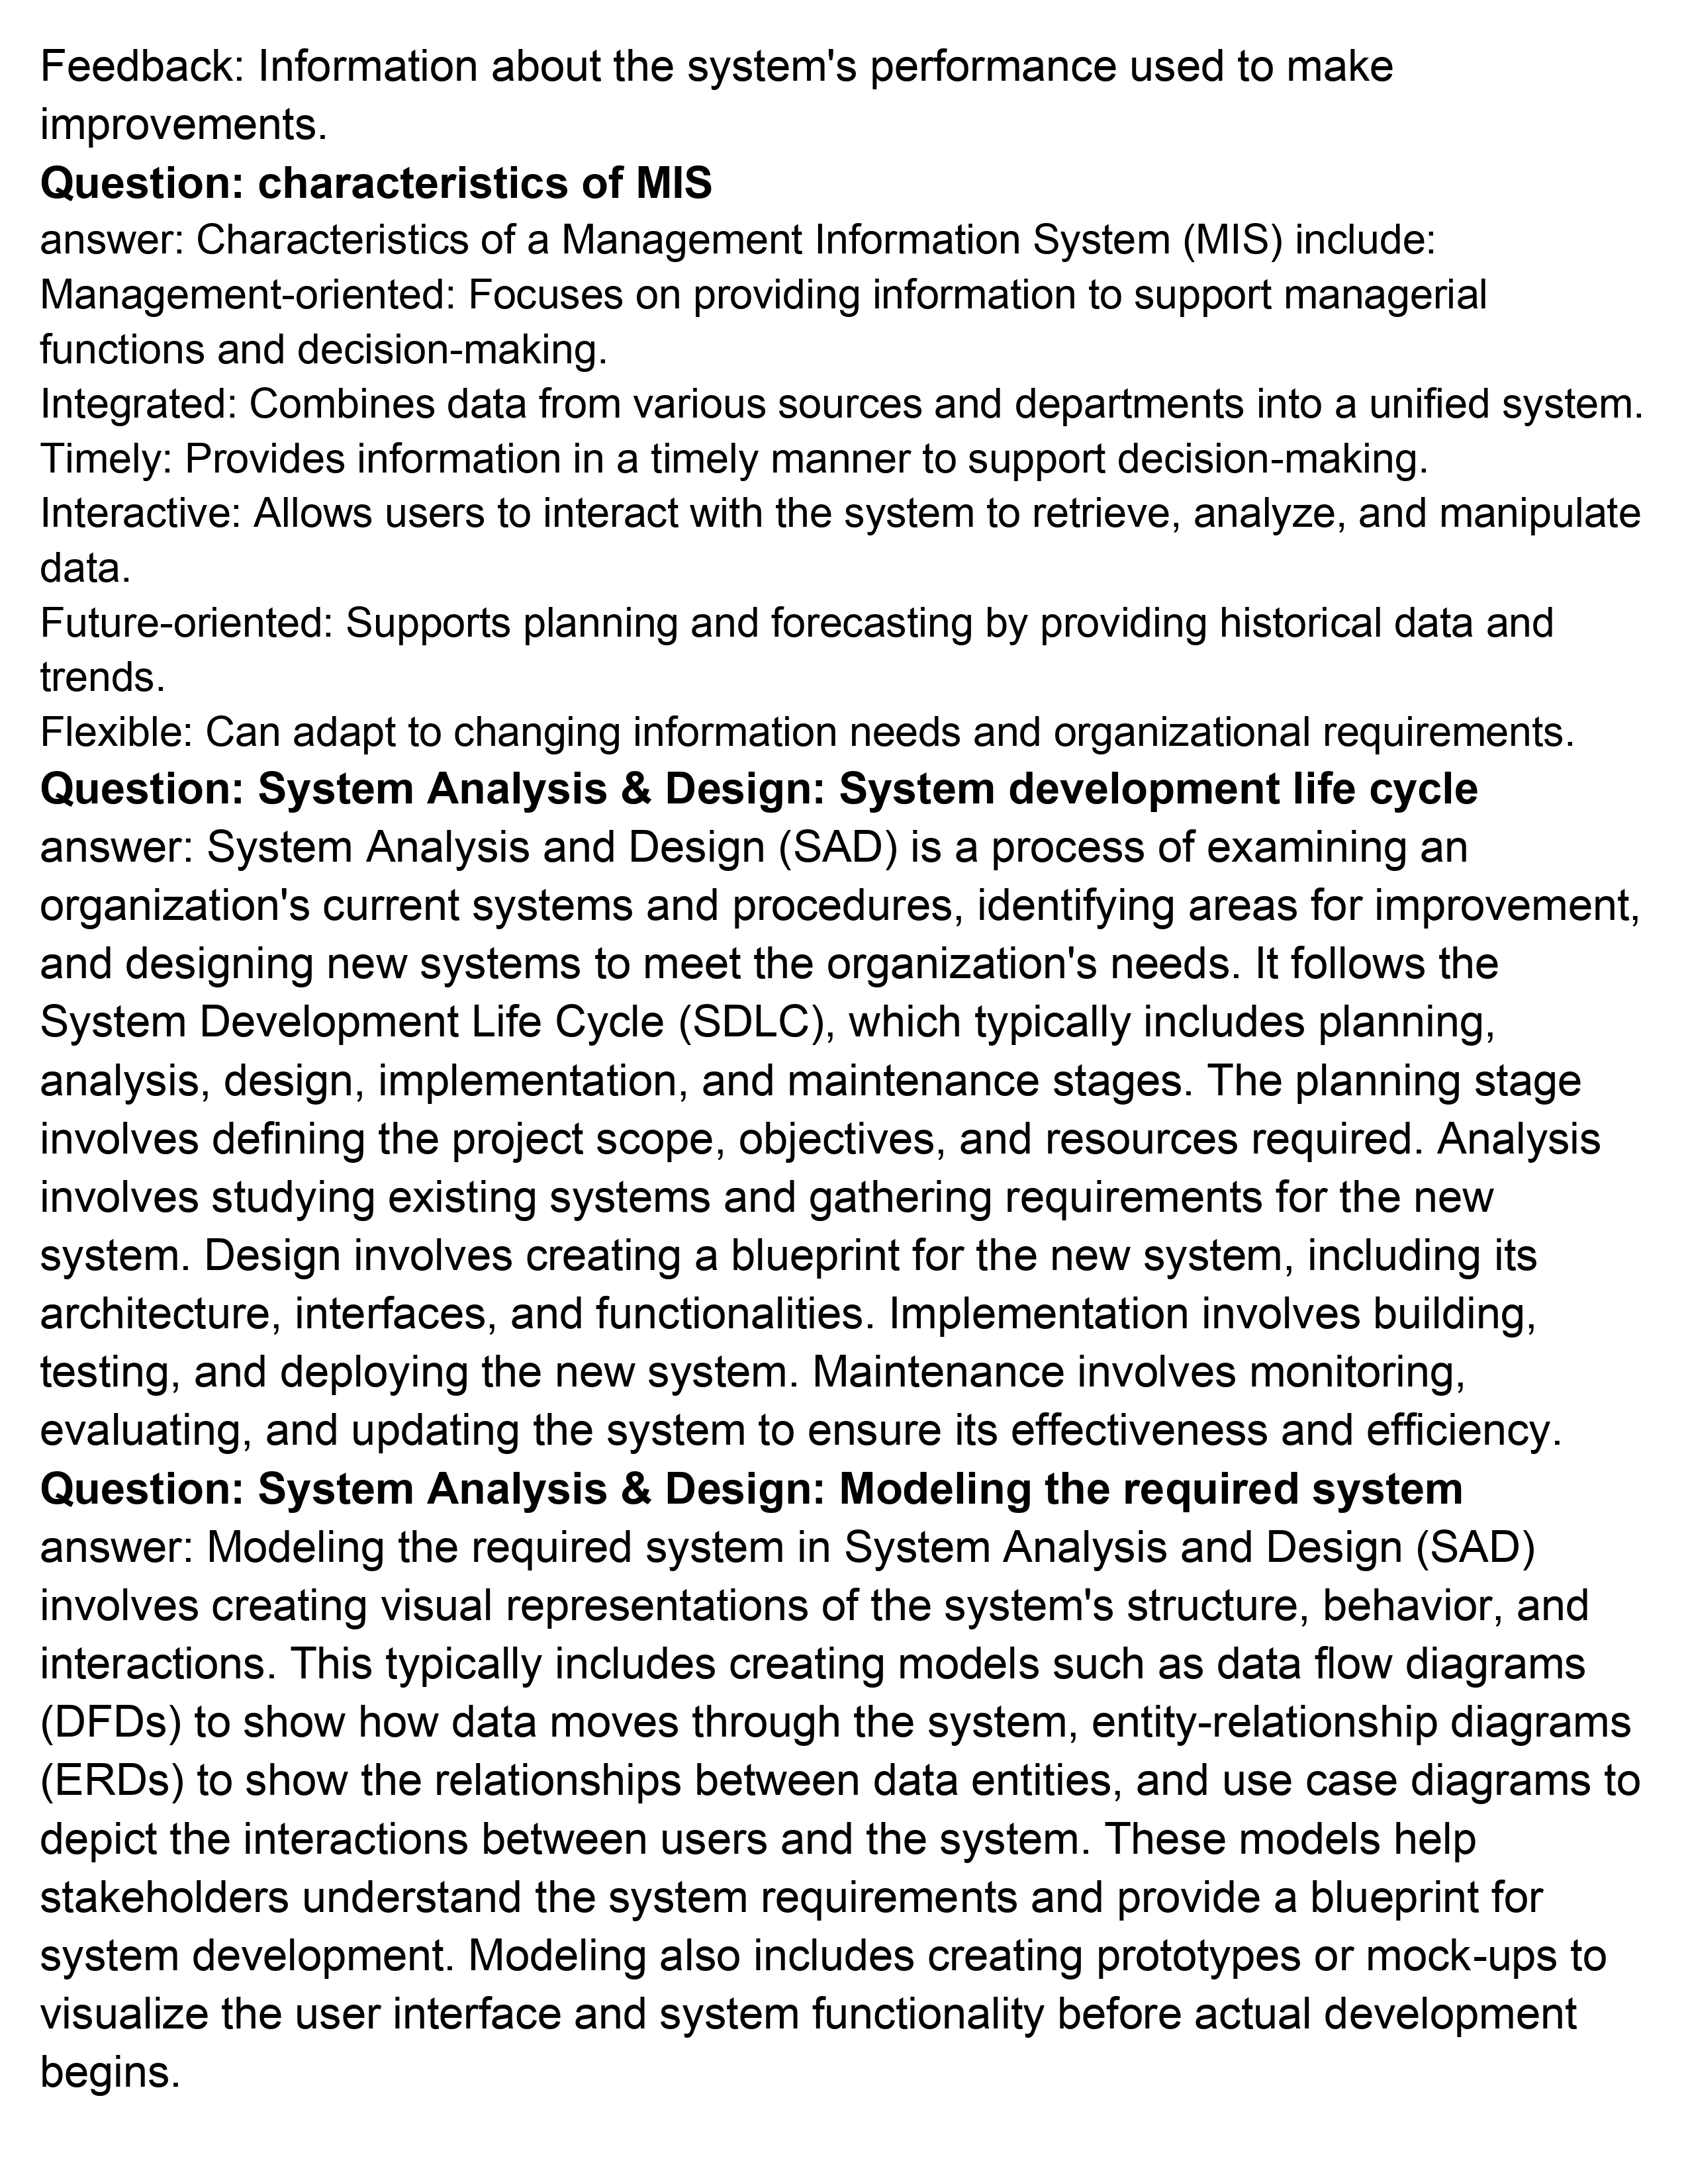 Feedback: Information about the system's performance used to make
improvements.
Question: characteristics of MIS
answer: Characteristics of a Management Information System (MIS) include:
Management-oriented: Focuses on providing information to support managerial
functions and decision-making.
Integrated: Combines data from various sources and departments into a unified system.
Timely: Provides information in a timely manner to support decision-making.
Interactive: Allows users to interact with the system to retrieve, analyze, and manipulate
data.
Future-oriented: Supports planning and forecasting by providing historical data and
trends.
Flexible: Can adapt to changing information needs and organizational requirements.
Question: System Analysis & Design: System development life cycle
answer: System Analysis and Design (SAD) is a process of examining an
organization's current systems and procedures, identifying areas for improvement,
and designing new systems to meet the organization's needs. It follows the
System Development Life Cycle (SDLC), which typically includes planning,
analysis, design, implementation, and maintenance stages. The planning stage
involves defining the project scope, objectives, and resources required. Analysis
involves studying existing systems and gathering requirements for the new
system. Design involves creating a blueprint for the new system, including its
architecture, interfaces, and functionalities. Implementation involves building,
testing, and deploying the new system. Maintenance involves monitoring,
evaluating, and updating the system to ensure its effectiveness and efficiency.
Question: System Analysis & Design: Modeling the required system
answer: Modeling the required system in System Analysis and Design (SAD)
involves creating visual representations of the system's structure, behavior, and
interactions. This typically includes creating models such as data flow diagrams
(DFDs) to show how data moves through the system, entity-relationship diagrams
(ERDs) to show the relationships between data entities, and use case diagrams to
depict the interactions between users and the system. These models help
stakeholders understand the system requirements and provide a blueprint for
system development. Modeling also includes creating prototypes or mock-ups to
visualize the user interface and system functionality before actual development
begins.